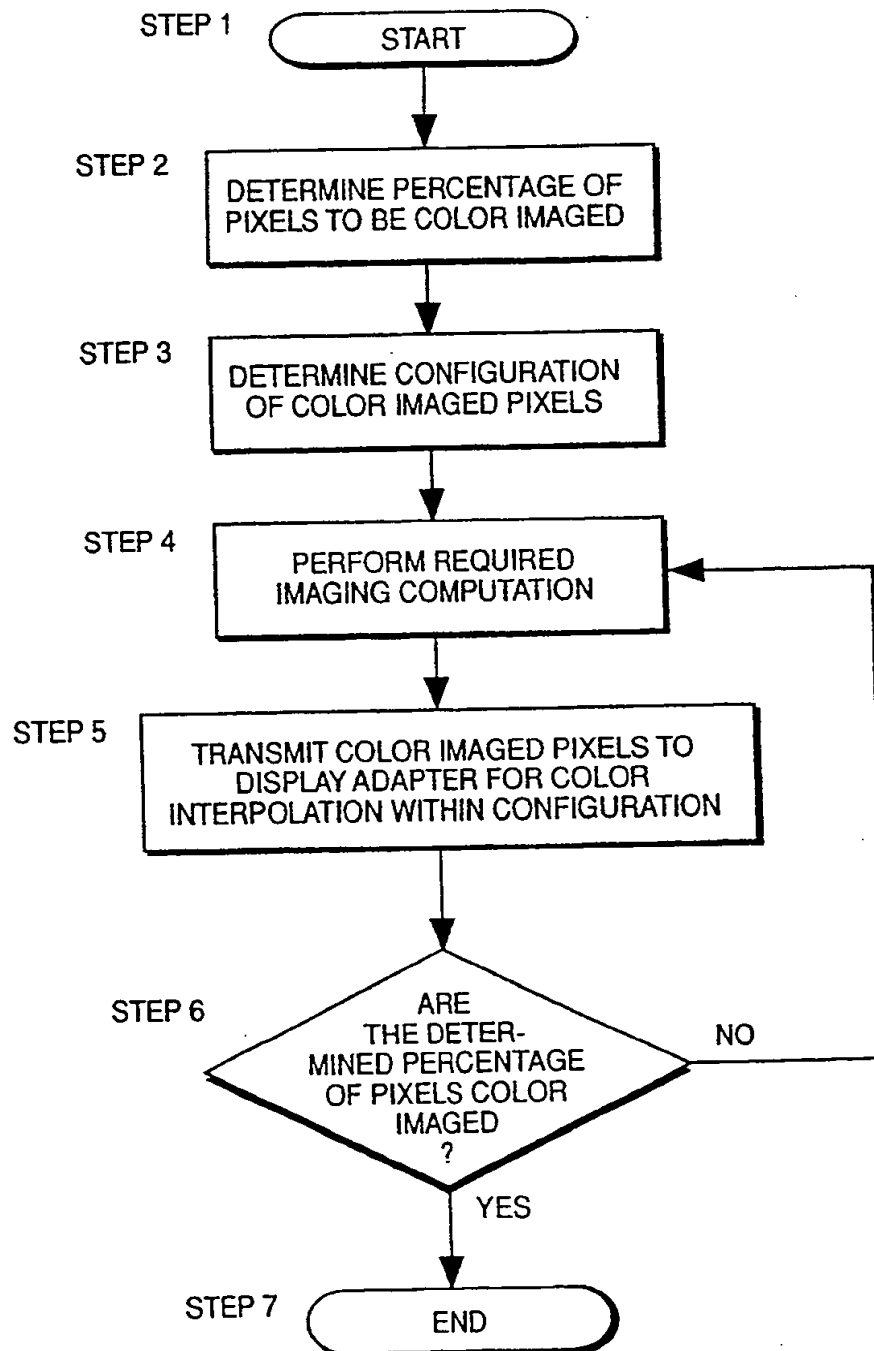 STEP 1
START
STEP 2
DETERMINE PERCENTAGE OF
PIXELS TO BE COLOR IMAGED
STEP 3
DETERMINE CONFIGURATION
OF COLOR IMAGED PIXELS
STEP 4
PERFORM REQUIRED
IMAGING COMPUTATION
STEP 5
TRANSMIT COLOR IMAGED PIXELS TO
DISPLAY ADAPTER FOR COLOR
INTERPOLATION WITHIN CONFIGURATION
STEP 6
ARE
THE DETER-
MINED PERCENTAGE
OF PIXELS COLOR
IMAGED
?
NO
YES
STEP 7
END